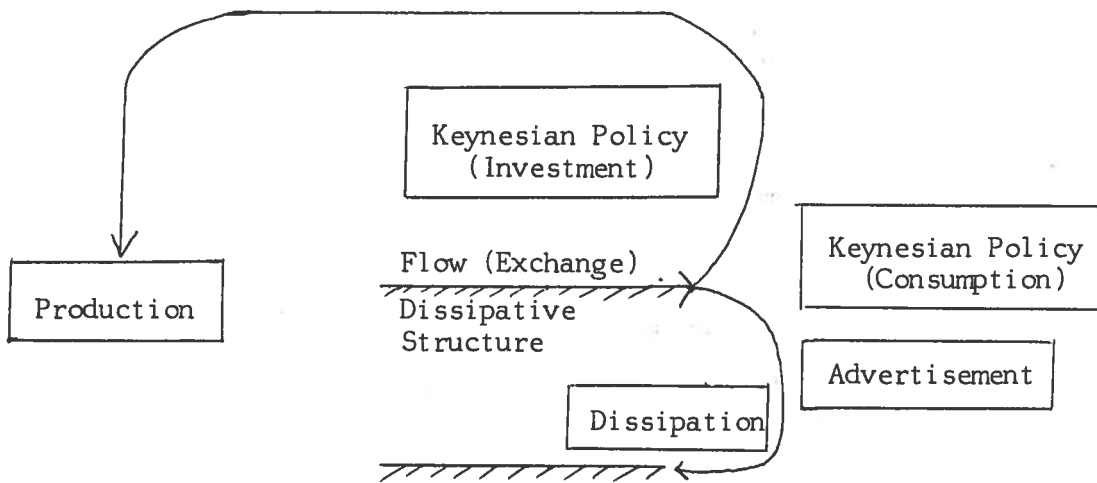 Keynesian Policy
(Investment)
Keynesian Policy
(Consumption)
Flow (Exchange)
Production
Dissipative
Structure
Advertisement
Dissipation